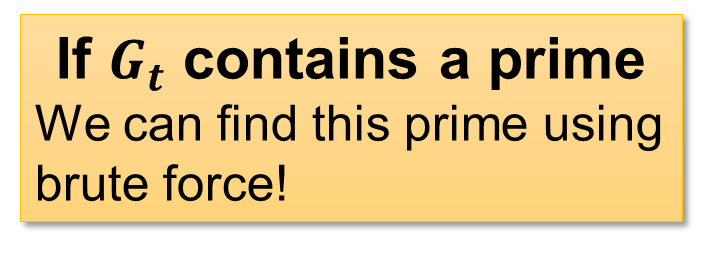 If G_t contains a prime
We can find this prime using
brute force!